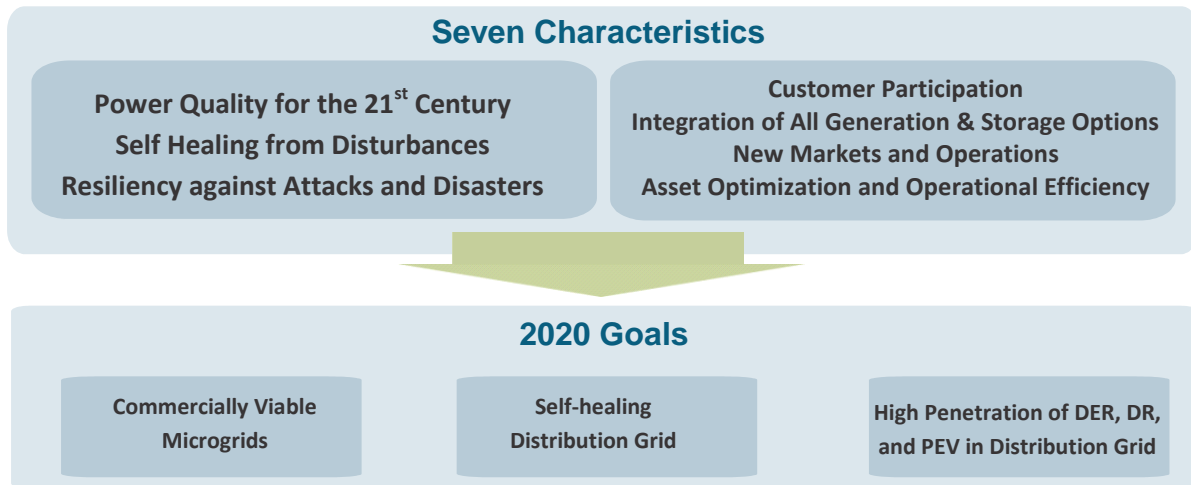 Seven Characteristics
Power Quality for the 21st Century
Self Healing from Disturbances
Resiliency against Attacks and Disasters
Customer Participation
Integration of All Generation & Storage Options
New Markets and Operations
Asset Optimization and Operational Efficiency
2020 Goals
Commercially Viable
Microgrids
Self-healing
Distribution Grid
High Penetration of DER, DR,
and PEV in Distribution Grid